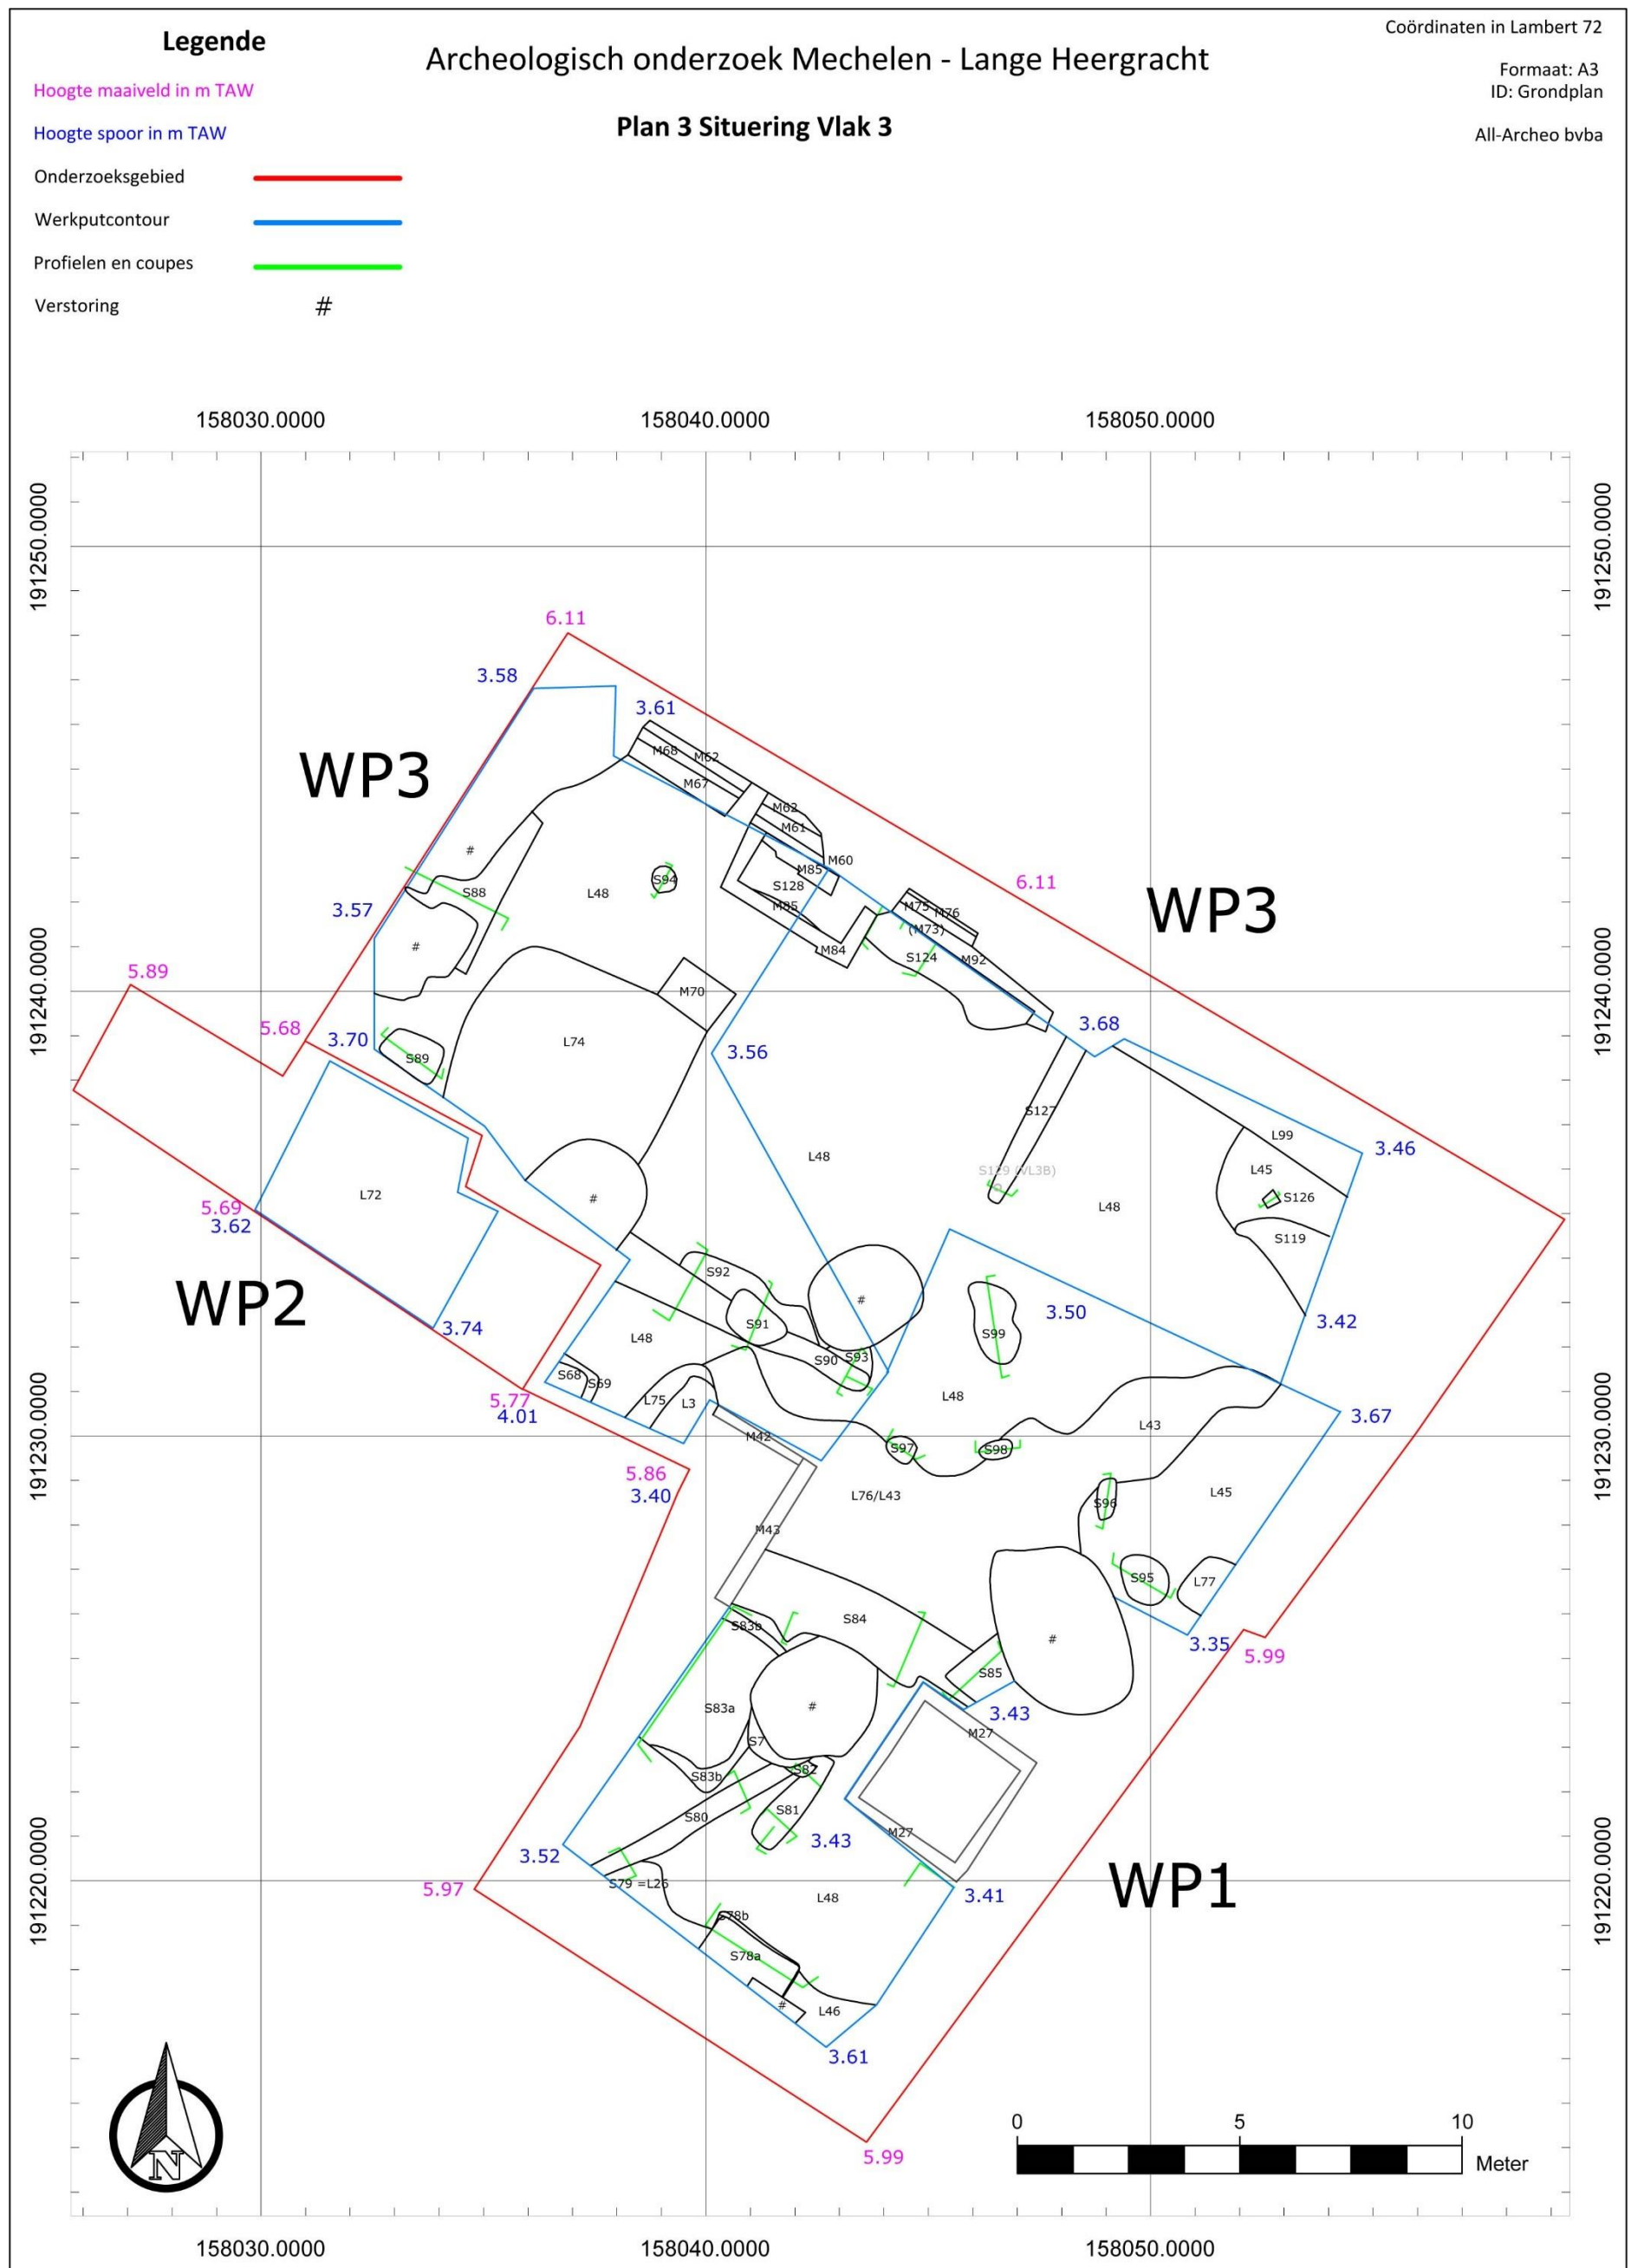 Legende
Hoogte maaiveld in m TAW
Hoogte spoor in m TAW
Onderzoeksgebied
Werkputcontour
Profielen en coupes
Verstoring #
Archeologisch onderzoek Mechelen - Lange Heergracht
Plan 3 Situering Vlak 3
Coördinaten in Lambert 72
Formaat: A3
ID: Grondplan
All-Archeo bvba
158030.0000 158040.0000 158050.0000
191250.0000 191250.0000
6.11
3.58
3.61
WP3
M68 M62
M67
M62
M61
M60
M85
#
S88
L48
S94
S128
M85
6.11
WP3
3.57
M75 M76
(M73)
#
M84
S124
M92
5.89
191240.0000 191240.0000
M70
5.68
3.70
L74
3.68
S89
3.56
S127
L99
3.46
L48
L45
S129 (VL3B)
L72
#
S126
5.69
3.62
L48
S119
S92
WP2
#
3.50
3.74
S91
S99
3.42
L48
S90 S93
S68
S69
L75 L3
L48
5.77
4.01
3.67
L43
191230.0000 191230.0000
M42
S97 S98
5.86
3.40
L76/L43
S96
L45
M43
S95
L77
S84
S83b
#
3.35
5.99
S85
S83a
#
3.43
M27
S7
S83b
S82
S80
S81
M27
3.43
3.52
191220.0000 191220.0000
S79 =L26
WP1
5.97
L48
3.41
S78b
S78a
#
L46
3.61
5.99
N
0 5 10
Meter
158030.0000 158040.0000 158050.0000